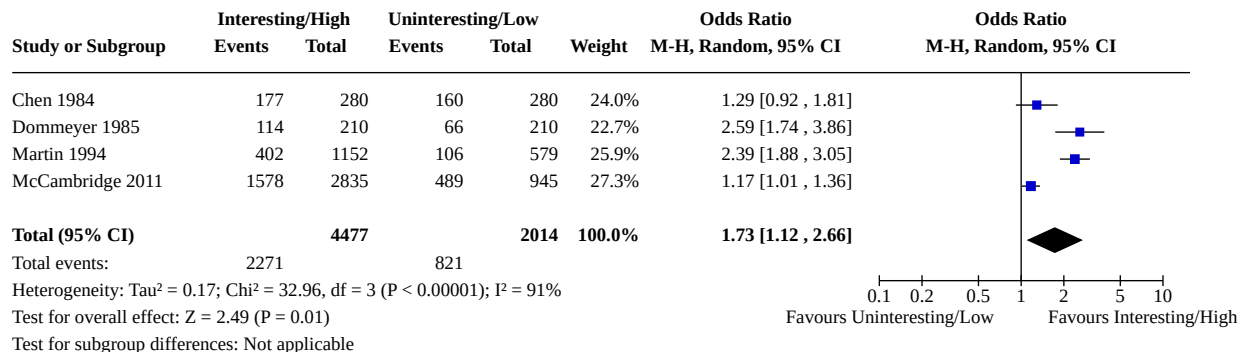 Interesting/High Uninteresting/Low Odds Ratio Odds Ratio
Study or Subgroup Events Total Events Total Weight M-H, Random, 95% CI M-H, Random, 95% CI
Chen 1984 177 280 160 280 24.0% 1.29 [0.92 , 1.81]
Dommeyer 1985 114 210 66 210 22.7% 2.59 [1.74 , 3.86]
Martin 1994 402 1152 106 579 25.9% 2.39 [1.88 , 3.05]
McCambridge 2011 1578 2835 489 945 27.3% 1.17 [1.01 , 1.36]
Total (95% CI) 4477 2014 100.0% 1.73 [1.12 , 2.66]
Total events: 2271 821
Heterogeneity: Tau² = 0.17; Chi² = 32.96, df = 3 (P < 0.00001); I² = 91%
0.1 0.2 0.5 1 2 5 10
Test for overall effect: Z = 2.49 (P = 0.01) Favours Uninteresting/Low Favours Interesting/High
Test for subgroup differences: Not applicable